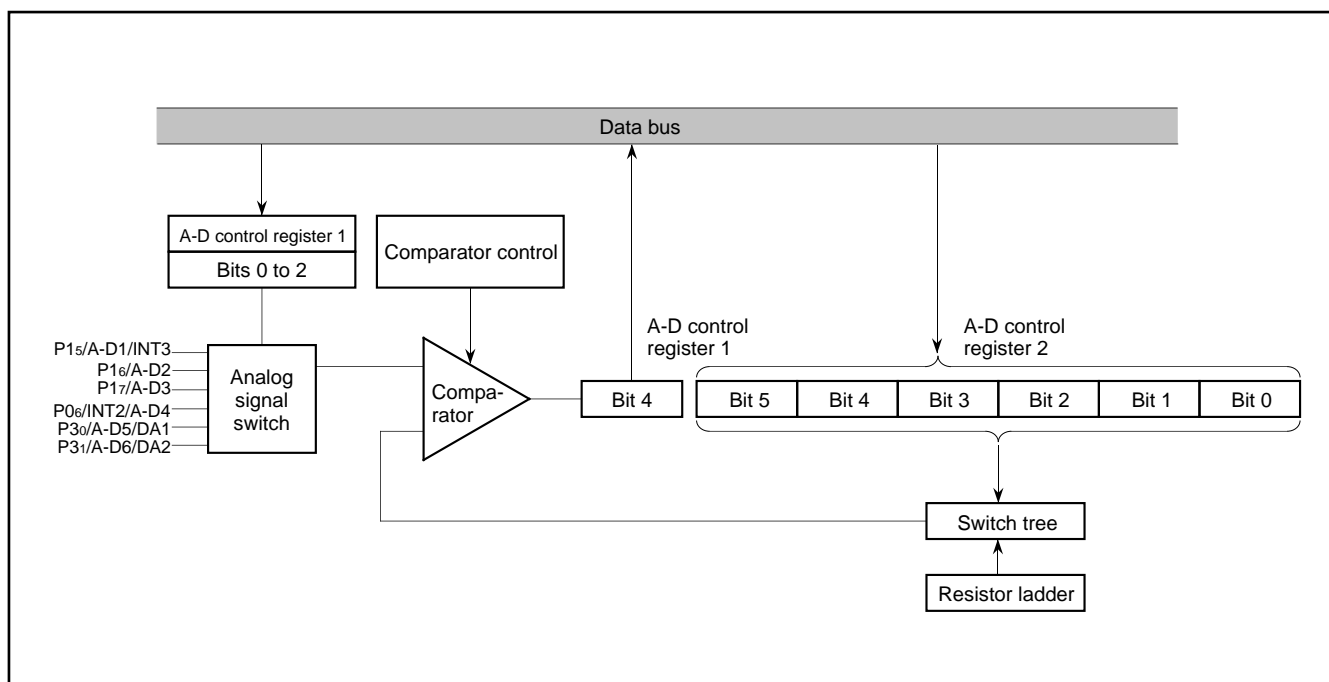 Data bus
A-D control register 1
Bits 0 to 2
Comparator control
A-D control
register 1
A-D control
register 2
P15/A-D1/INT3
P16/A-D2
P17/A-D3
P06/INT2/A-D4
P30/A-D5/DA1
P31/A-D6/DA2
Analog
signal
switch
Compa-
rator
Bit 4
Bit 5
Bit 4
Bit 3
Bit 2
Bit 1
Bit 0
Switch tree
Resistor ladder